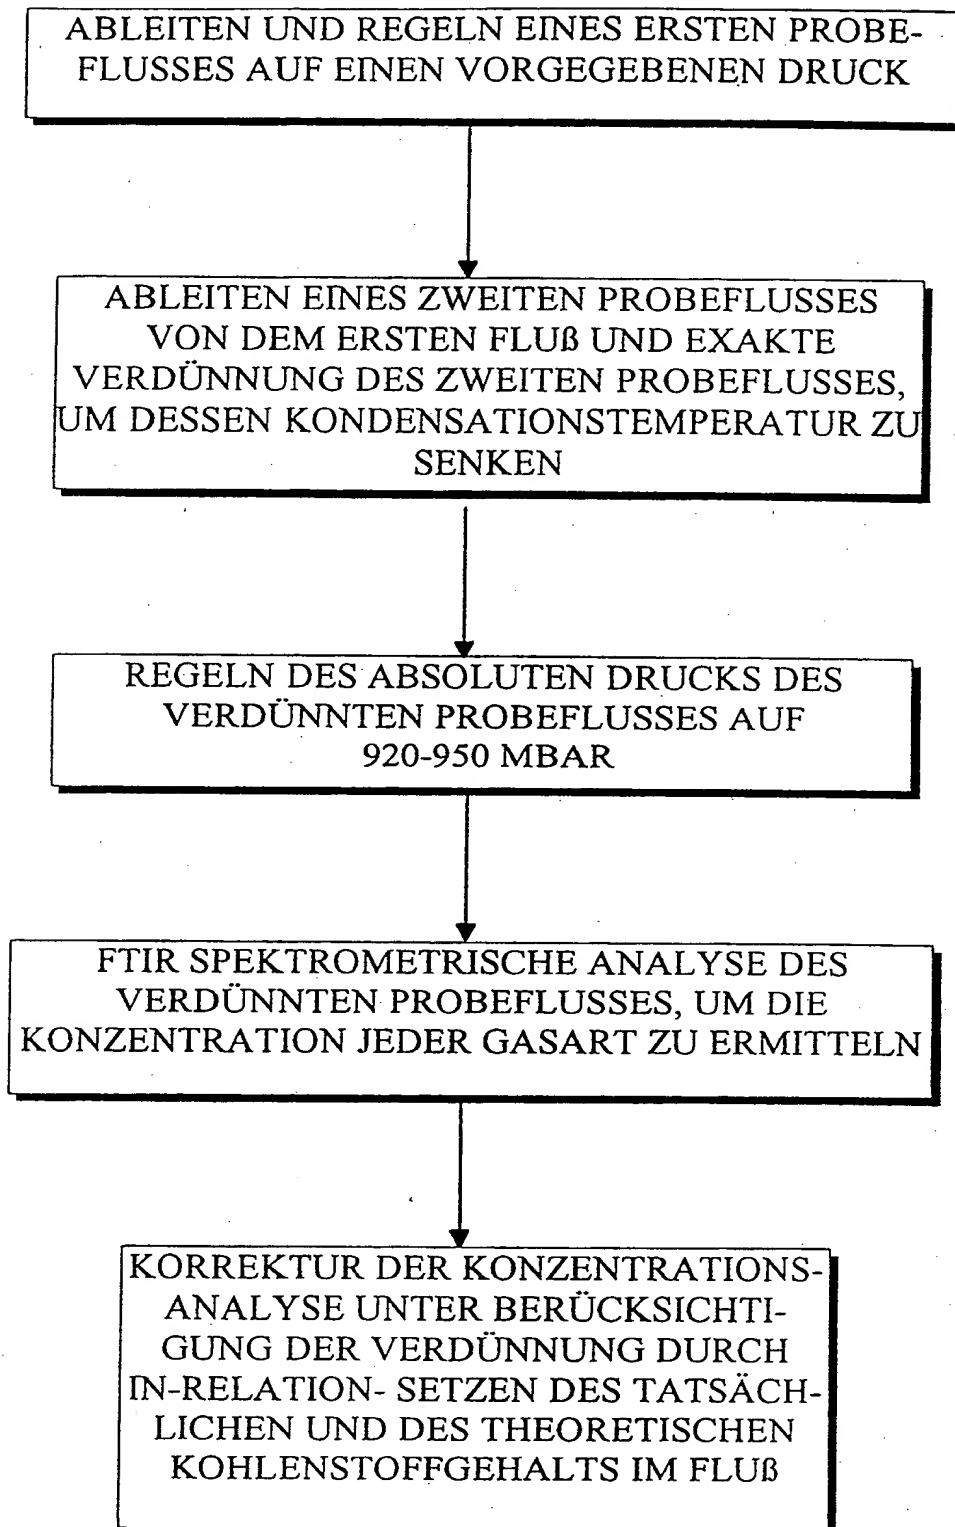 ABLEITEN UND REGELN EINES ERSTEN PROBE-
FLUSSES AUF EINEN VORGEGEBENEN DRUCK
ABLEITEN EINES ZWEITEN PROBEFLUSSES
VON DEM ERSTEN FLUß UND EXAKTE
VERDÜNNUNG DES ZWEITEN PROBEFLUSSES,
UM DESSEN KONDENSATIONSTEMPERATUR ZU
SENKEN
REGELN DES ABSOLUTEN DRUCKS DES
VERDÜNNTEN PROBEFLUSSES AUF
920-950 MBAR
FTIR SPEKTROMETRISCHE ANALYSE DES
VERDÜNNTEN PROBEFLUSSES, UM DIE
KONZENTRATION JEDER GASART ZU ERMITTELN
KORREKTUR DER KONZENTRATIONS-
ANALYSE UNTER BERÜCKSICHTI-
GUNG DER VERDÜNNUNG DURCH
IN-RELATION- SETZEN DES TATSÄCH-
LICHEN UND DES THEORETISCHEN
KOHLENSTOFFGEHALTS IM FLUß